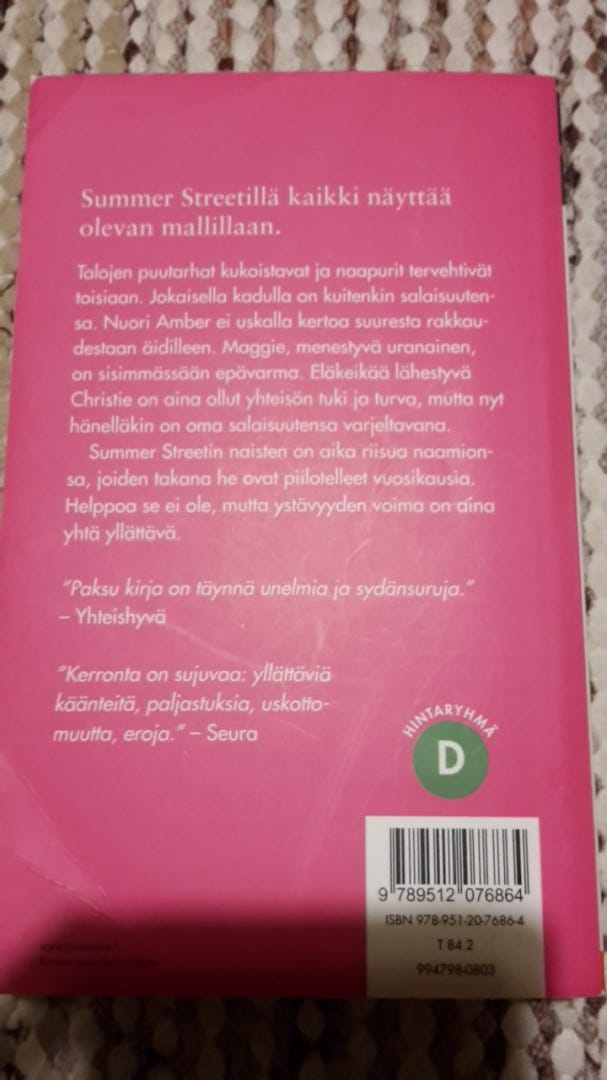 Summer Streetillä kaikki näyttää
olevan mallillaan.
Talojen puutarhat kukoistavat ja naapurit tervehtivät
toisiaan. Jokaisella kadulla on kuitenkin salaisuuten-
sa. Nuori Amber ei uskalla kertoa suuresta rakkau-
destaan äidilleen. Maggie, menestyvä uranainen,
on sisimmässään epävarma. Eläkeikää lähestyvä
Christie on aina ollut yhteisön tuki ja turva, mutta nyt
hänelläkin on oma salaisuutensa varjeltavana.
Summer Streetin naisten on aika riisua naamion-
sa, joiden takana he ovat piilotelleet vuosikausia.
Helppoa se ei ole, mutta ystävyyden voima on aina
yhtä yllättävä.
"Paksu kirja on täynnä unelmia ja sydänsuruja."
– Yhteishyvä
"Kerronta on sujuvaa: yllättäviä
käänteitä, paljastuksia, uskotto-
muutta, eroja." – Seura
HINTARYHMÄ
D
9 789512 076864
ISBN 978-951-20-7686-4
T 84.2
994798-0803